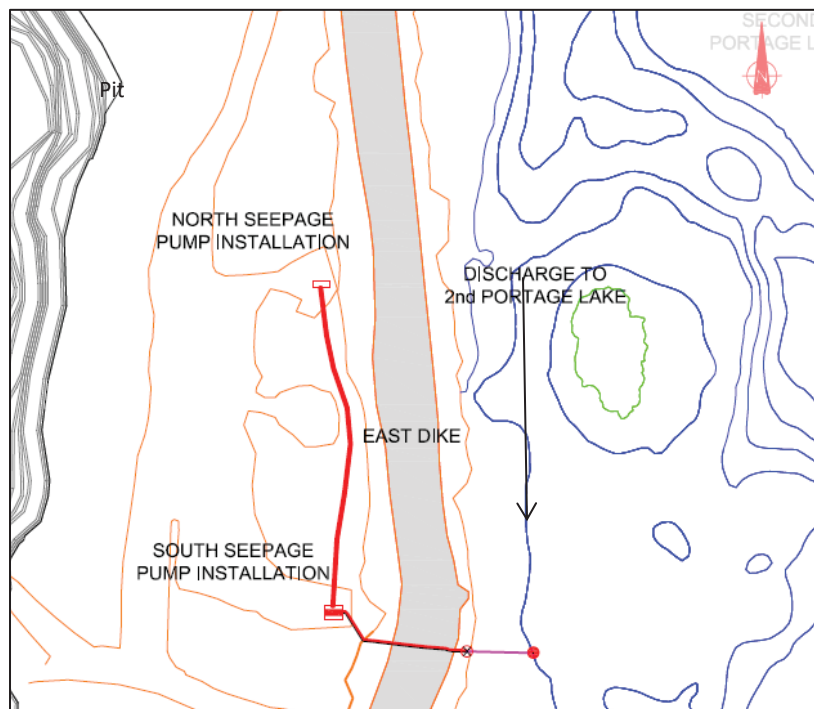 SECOND
PORTAGE L
N
Pit
NORTH SEEPAGE
PUMP INSTALLATION
DISCHARGE TO
2nd PORTAGE LAKE
EAST DIKE
SOUTH SEEPAGE
PUMP INSTALLATION